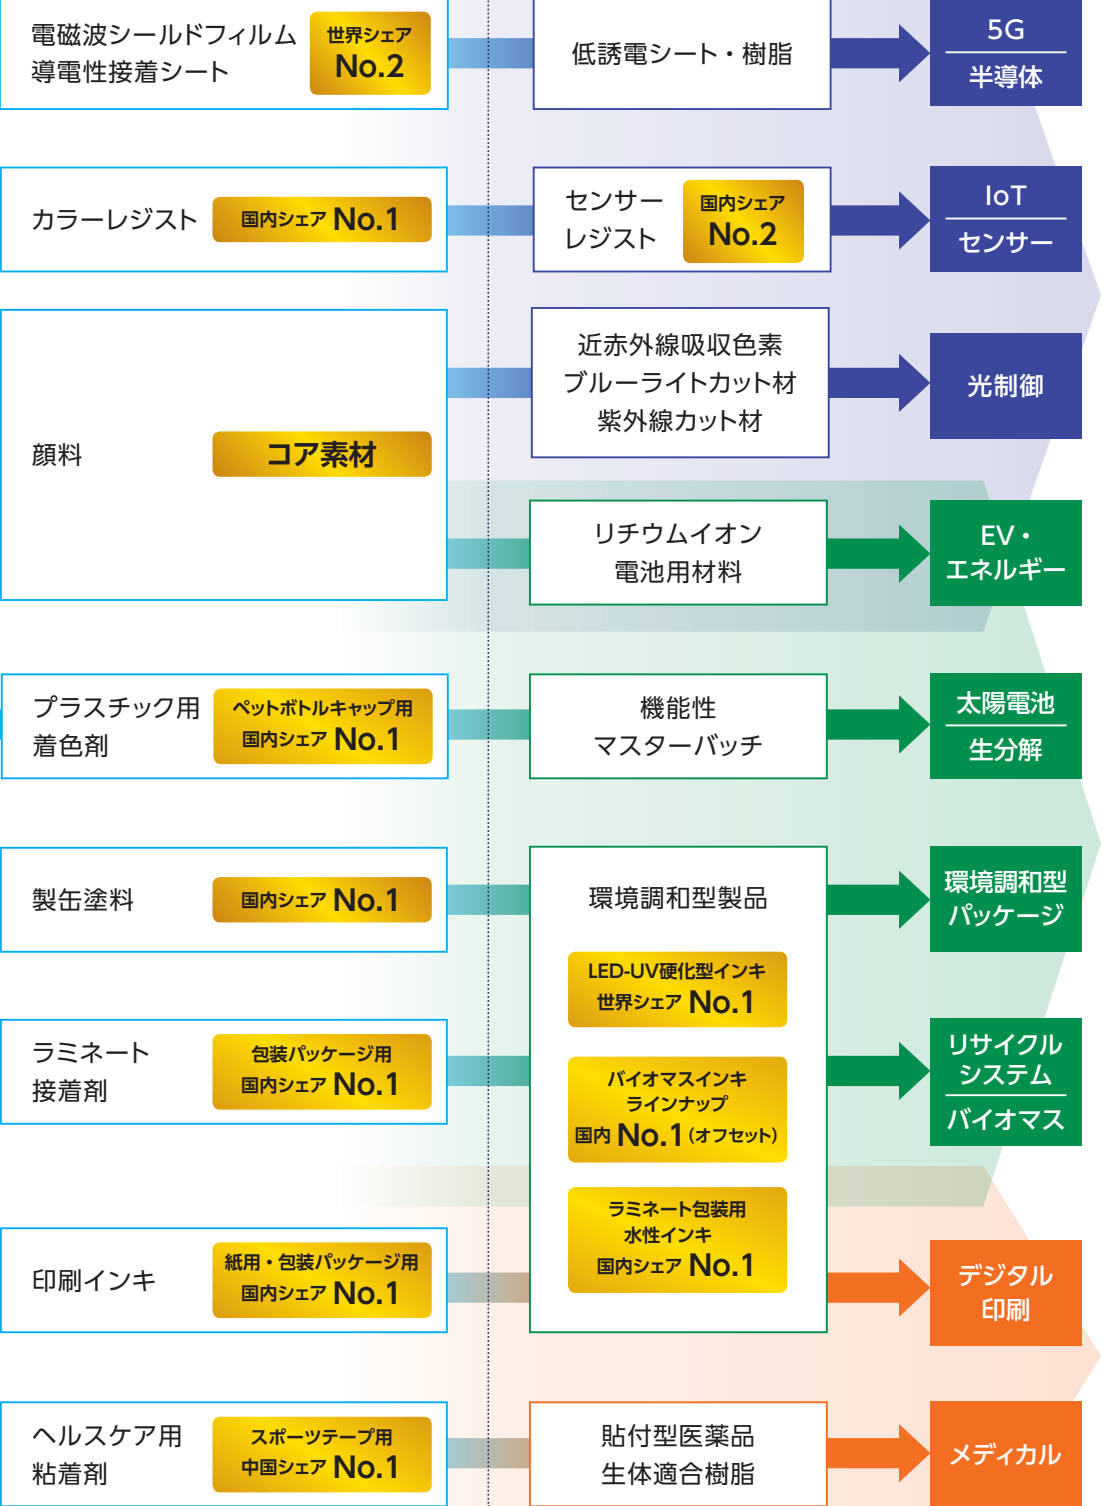 電磁波シールドフィルム
導電性接着シート
世界シェア
No.2
低誘電シート・樹脂
5G
半導体
カラーレジスト
国内シェア No.1
センサー
レジスト
国内シェア
No.2
IoT
センサー
顔料
コア素材
近赤外線吸収色素
ブルーライトカット材
紫外線カット材
光制御
リチウムイオン
電池用材料
EV・
エネルギー
プラスチック用
着色剤
ペットボトルキャップ用
国内シェア No.1
機能性
マスターバッチ
太陽電池
生分解
製缶塗料
国内シェア No.1
環境調和型製品
環境調和型
パッケージ
LED-UV硬化型インキ
世界シェア No.1
ラミネート
接着剤
包装パッケージ用
国内シェア No.1
バイオマスインキ
ラインナップ
国内 No.1（オフセット）
リサイクル
システム
バイオマス
ラミネート包装用
水性インキ
国内シェア No.1
印刷インキ
紙用・包装パッケージ用
国内シェア No.1
デジタル
印刷
ヘルスケア用
粘着剤
スポーツテープ用
中国シェア No.1
貼付型医薬品
生体適合樹脂
メディカル